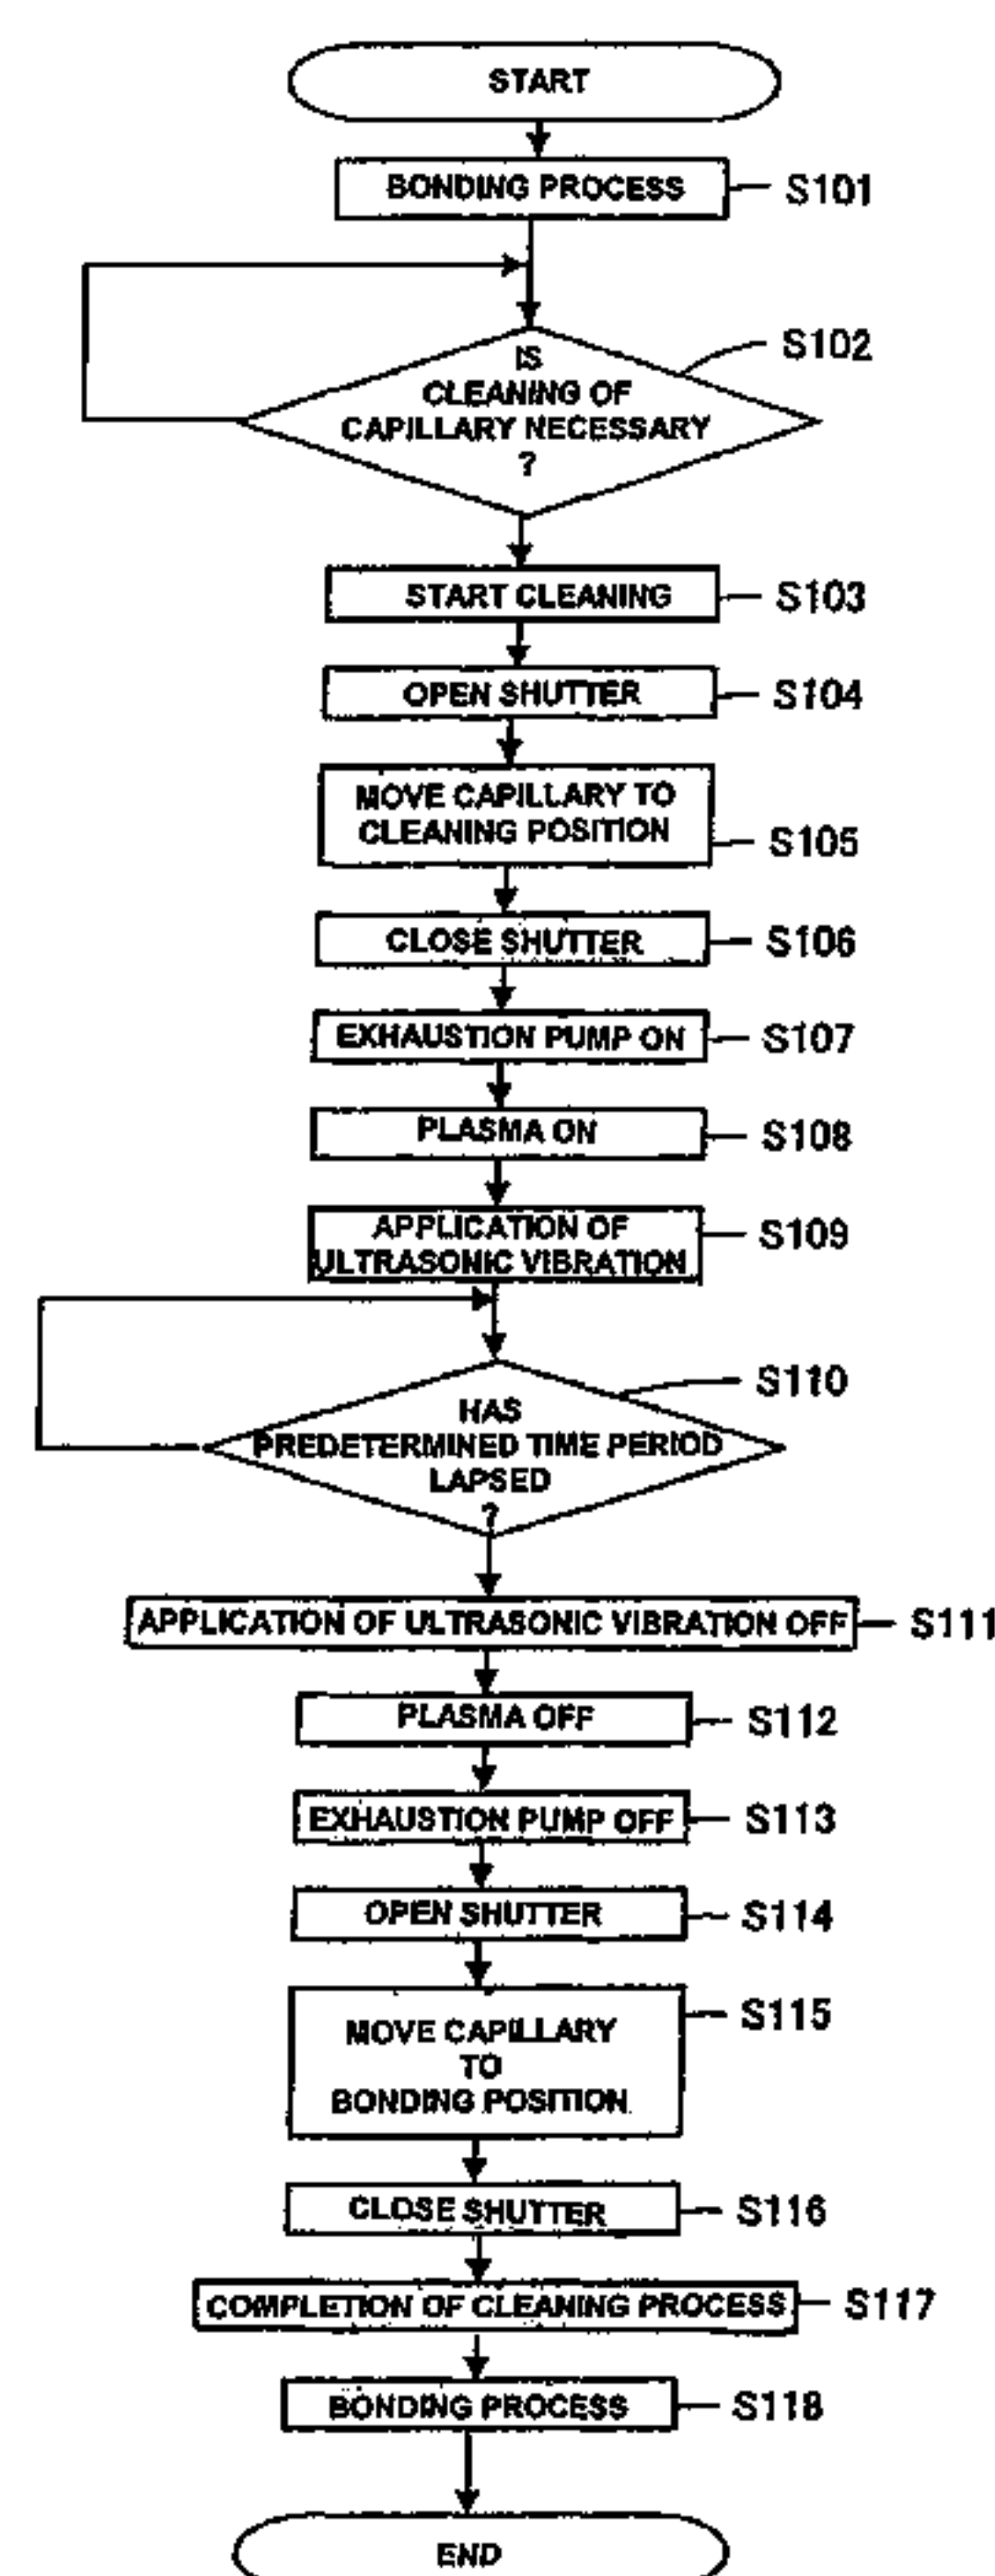 START
BONDING PROCESS
S101
IS
CLEANING OF
CAPILLARY NECESSARY
?
S102
START CLEANING
S103
OPEN SHUTTER
S104
MOVE CAPILLARY TO
CLEANING POSITION
S105
CLOSE SHUTTER
S106
EXHAUSTION PUMP ON
S107
PLASMA ON
S108
APPLICATION OF
ULTRASONIC VIBRATION
S109
HAS
PREDETERMINED TIME PERIOD
LAPSED
?
S110
APPLICATION OF ULTRASONIC VIBRATION OFF
S111
PLASMA OFF
S112
EXHAUSTION PUMP OFF
S113
OPEN SHUTTER
S114
MOVE CAPILLARY
TO
BONDING POSITION
S115
CLOSE SHUTTER
S116
COMPLETION OF CLEANING PROCESS
S117
BONDING PROCESS
S118
END